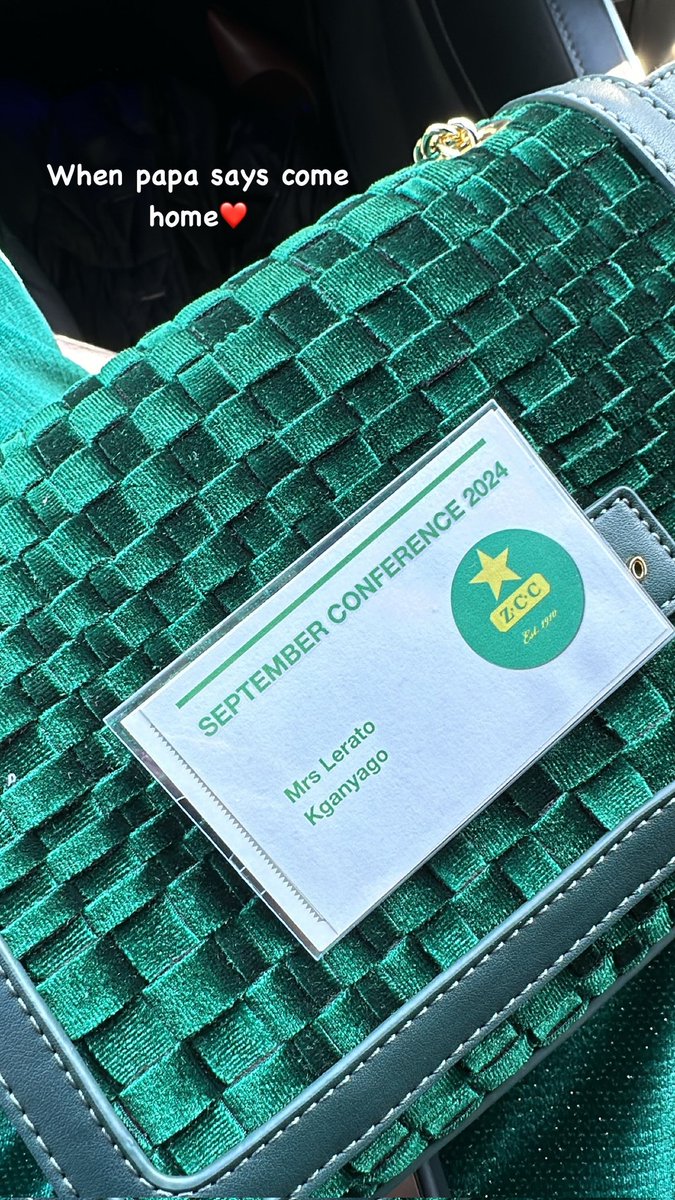 When papa says come
home❤️
SEPTEMBER CONFERENCE 2024
Z·C·C
Est. 1910
Mrs Lerato
Kganyago